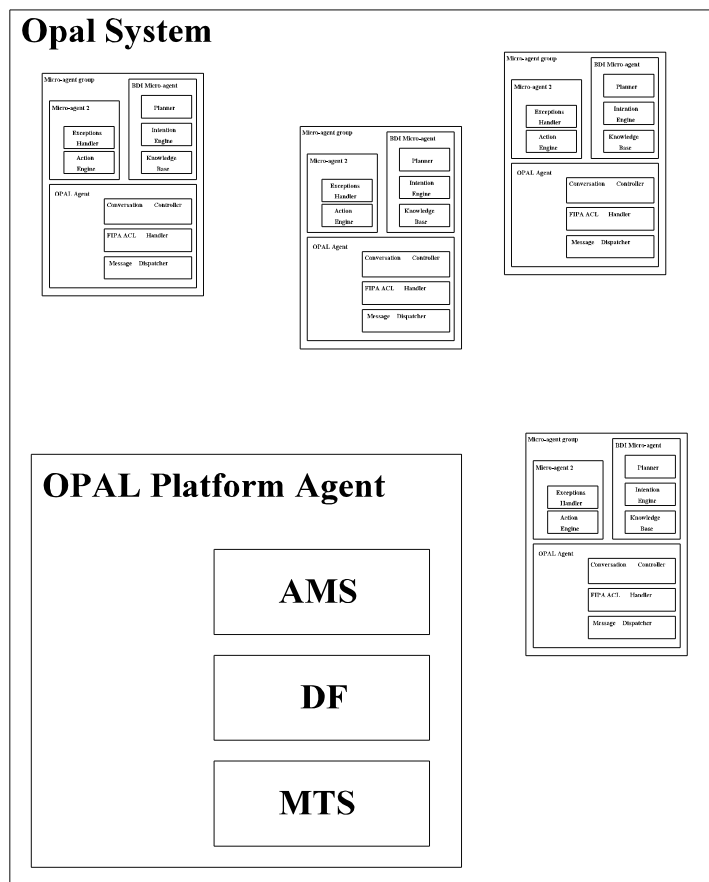 Opal System
Micro-agent group
BDI Micro-agent
Micro-agent 2
Planner
Exceptions
Handler
Intention
Engine
Action
Engine
Knowledge
Base
OPAL Agent
Conversation Controller
FIPA ACL Handler
Message Dispatcher
Micro-agent group
BDI Micro-agent
Micro-agent 2
Planner
Exceptions
Handler
Intention
Engine
Action
Engine
Knowledge
Base
OPAL Agent
Conversation Controller
FIPA ACL Handler
Message Dispatcher
Micro-agent group
BDI Micro-agent
Micro-agent 2
Planner
Exceptions
Handler
Intention
Engine
Action
Engine
Knowledge
Base
OPAL Agent
Conversation Controller
FIPA ACL Handler
Message Dispatcher
OPAL Platform Agent
AMS
DF
MTS
Micro-agent group
BDI Micro-agent
Micro-agent 2
Planner
Exceptions
Handler
Intention
Engine
Action
Engine
Knowledge
Base
OPAL Agent
Conversation Controller
FIPA ACL Handler
Message Dispatcher